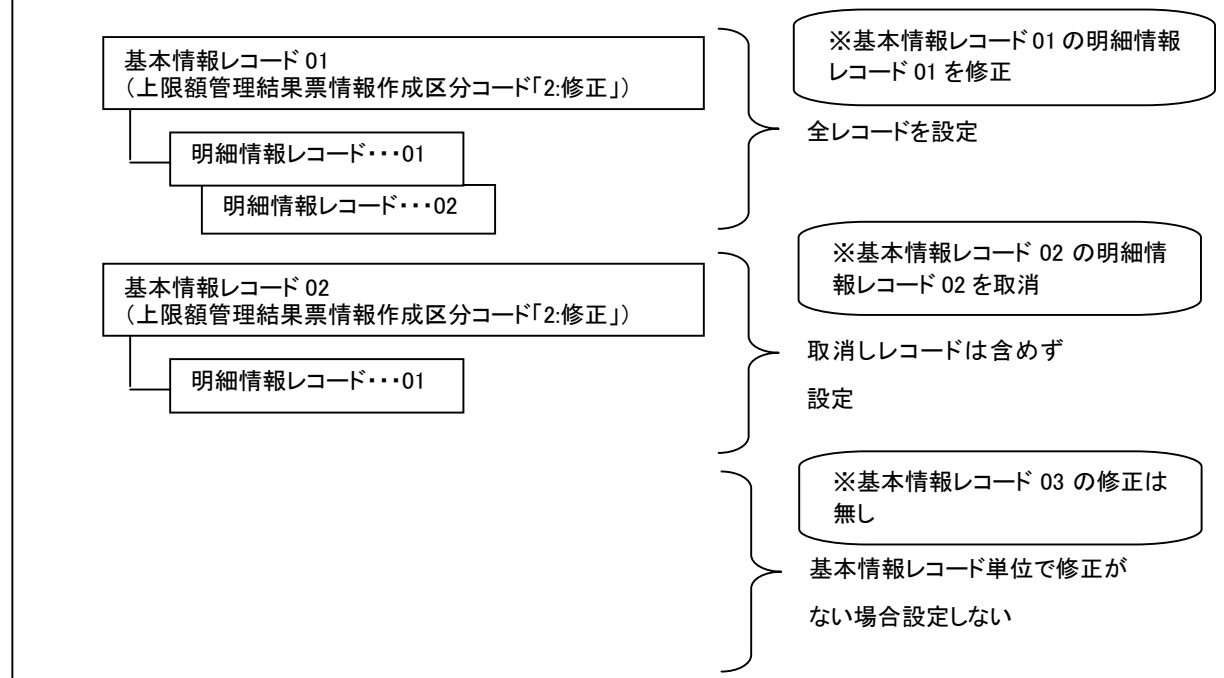 ※基本情報レコード 01 の明細情報
レコード 01 を修正
基本情報レコード 01
(上限額管理結果票情報作成区分コード「2:修正」)
全レコードを設定
明細情報レコード・・・01
明細情報レコード・・・02
※基本情報レコード 02 の明細情
報レコード 02 を取消
基本情報レコード 02
(上限額管理結果票情報作成区分コード「2:修正」)
取消しレコードは含めず
設定
明細情報レコード・・・01
※基本情報レコード 03 の修正は
無し
基本情報レコード単位で修正が
ない場合設定しない